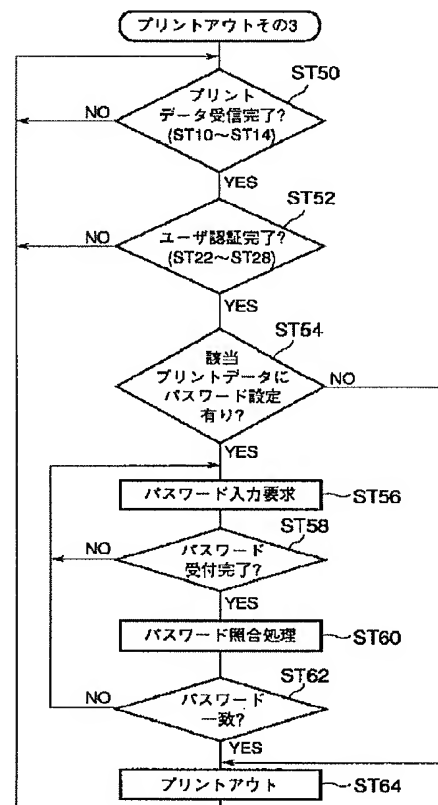 プリントアウトその3
ST50
プリント
データ受信完了?
(ST10~ST14)
NO
YES
ST52
ユーザ認証完了?
(ST22~ST28)
NO
YES
ST54
該当
プリントデータに
パスワード設定
有り?
NO
YES
パスワード入力要求
ST56
ST58
パスワード
受付完了?
NO
YES
パスワード照合処理
ST60
ST62
パスワード
一致?
NO
YES
プリントアウト
ST64